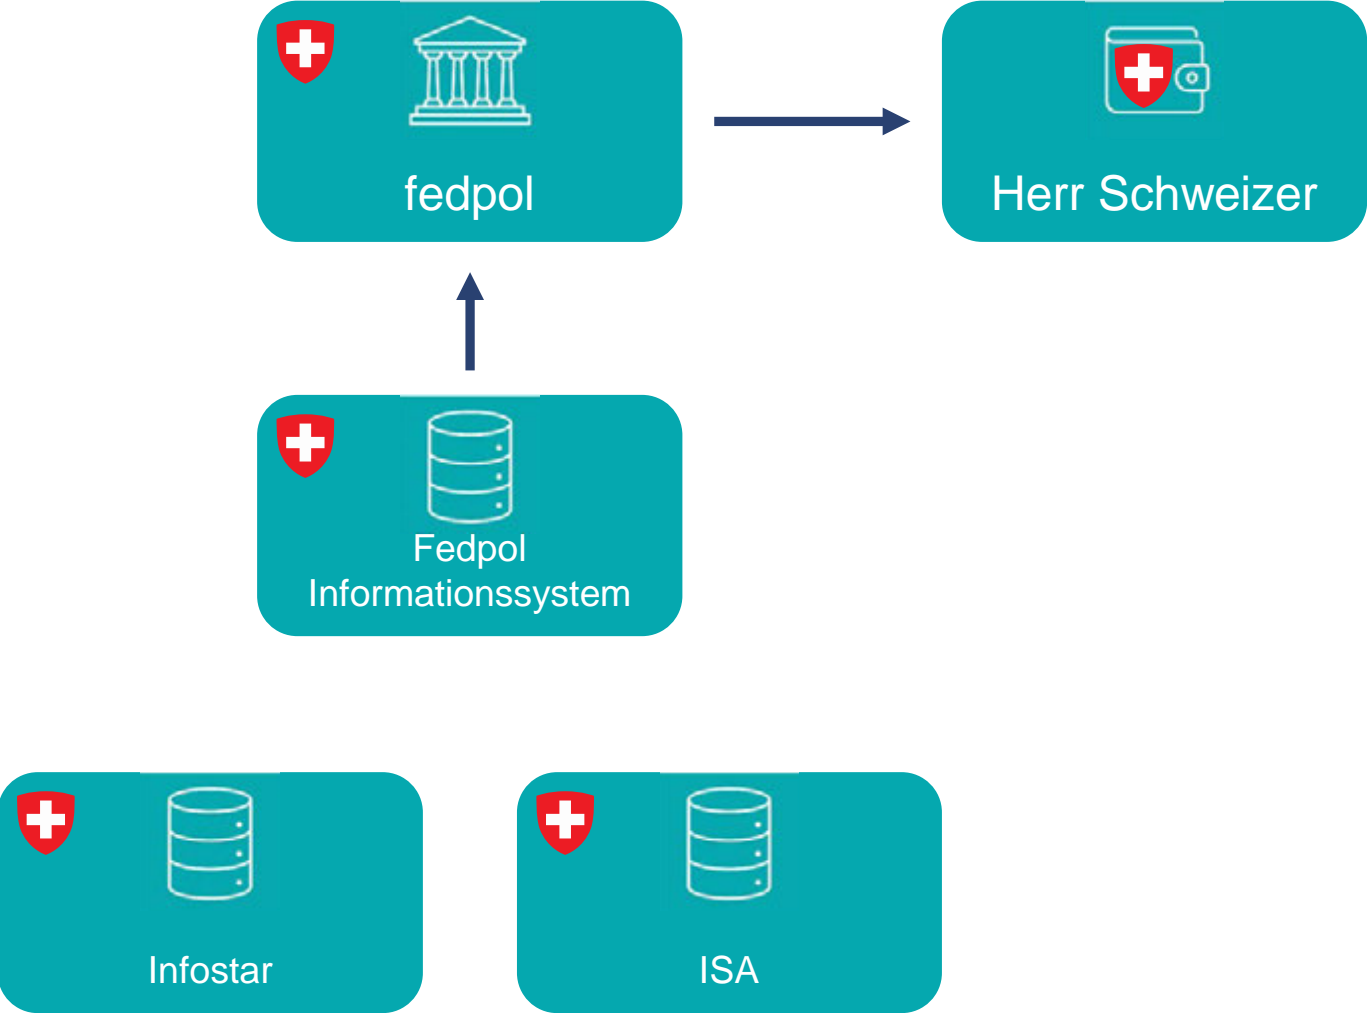 fedpol
Herr Schweizer
Fedpol
Informationssystem
Infostar
ISA